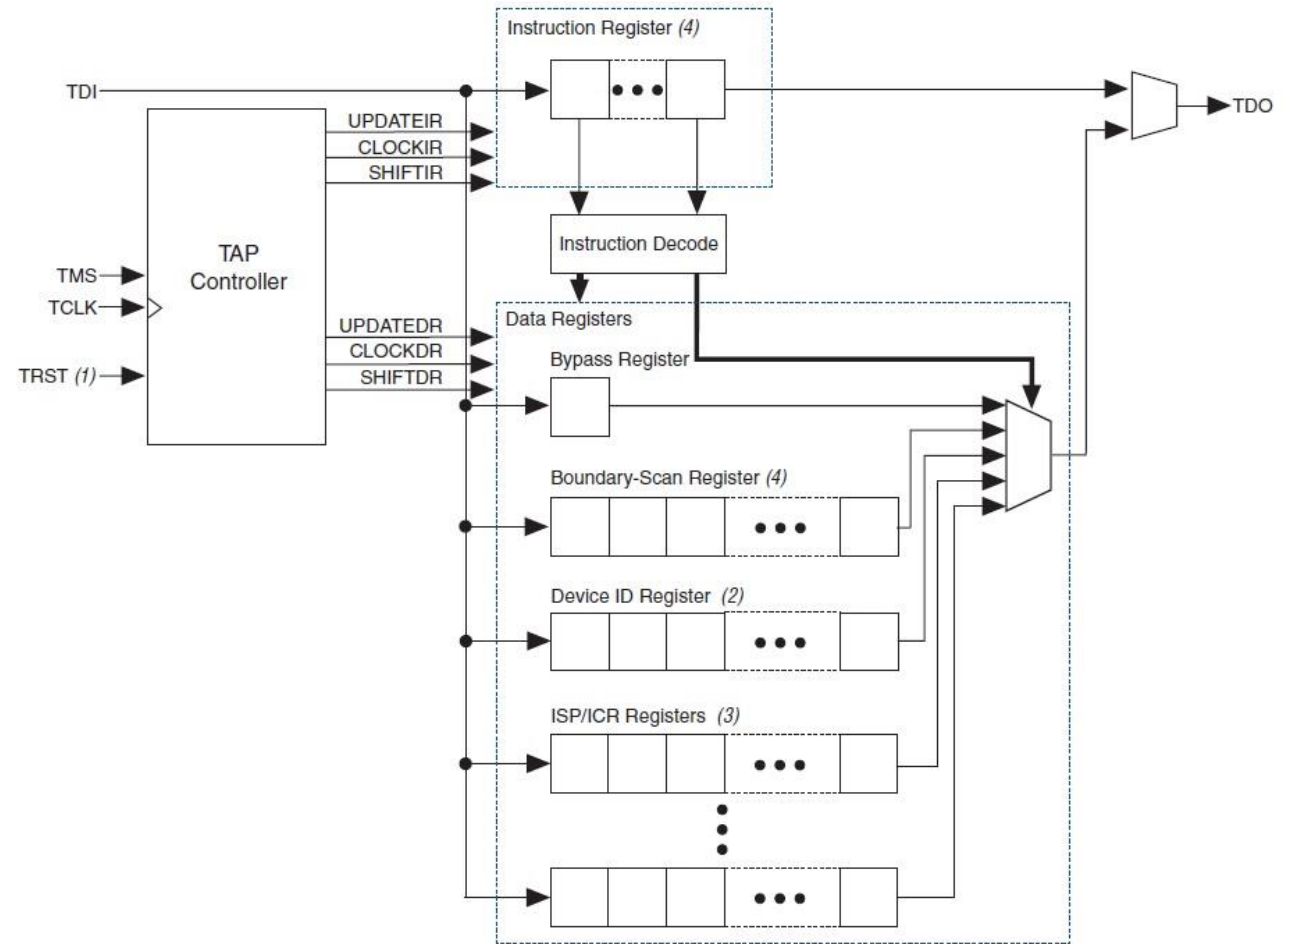 Instruction Register (4)
TDI
TDO
UPDATEIR
CLOCKIR
SHIFTIR
TAP
Controller
Instruction Decode
TMS
TCLK
TRST (1)
UPDATEDR
CLOCKDR
SHIFTDR
Data Registers
Bypass Register
Boundary-Scan Register (4)
Device ID Register (2)
ISP/ICR Registers (3)